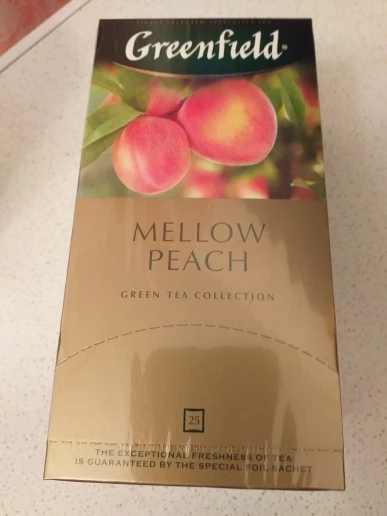 Greenfield®
MELLOW
PEACH
GREEN TEA COLLECTION
25
THE EXCEPTIONAL FRESHNESS OF TEA
IS GUARANTEED BY THE SPECIAL FOIL SACHET